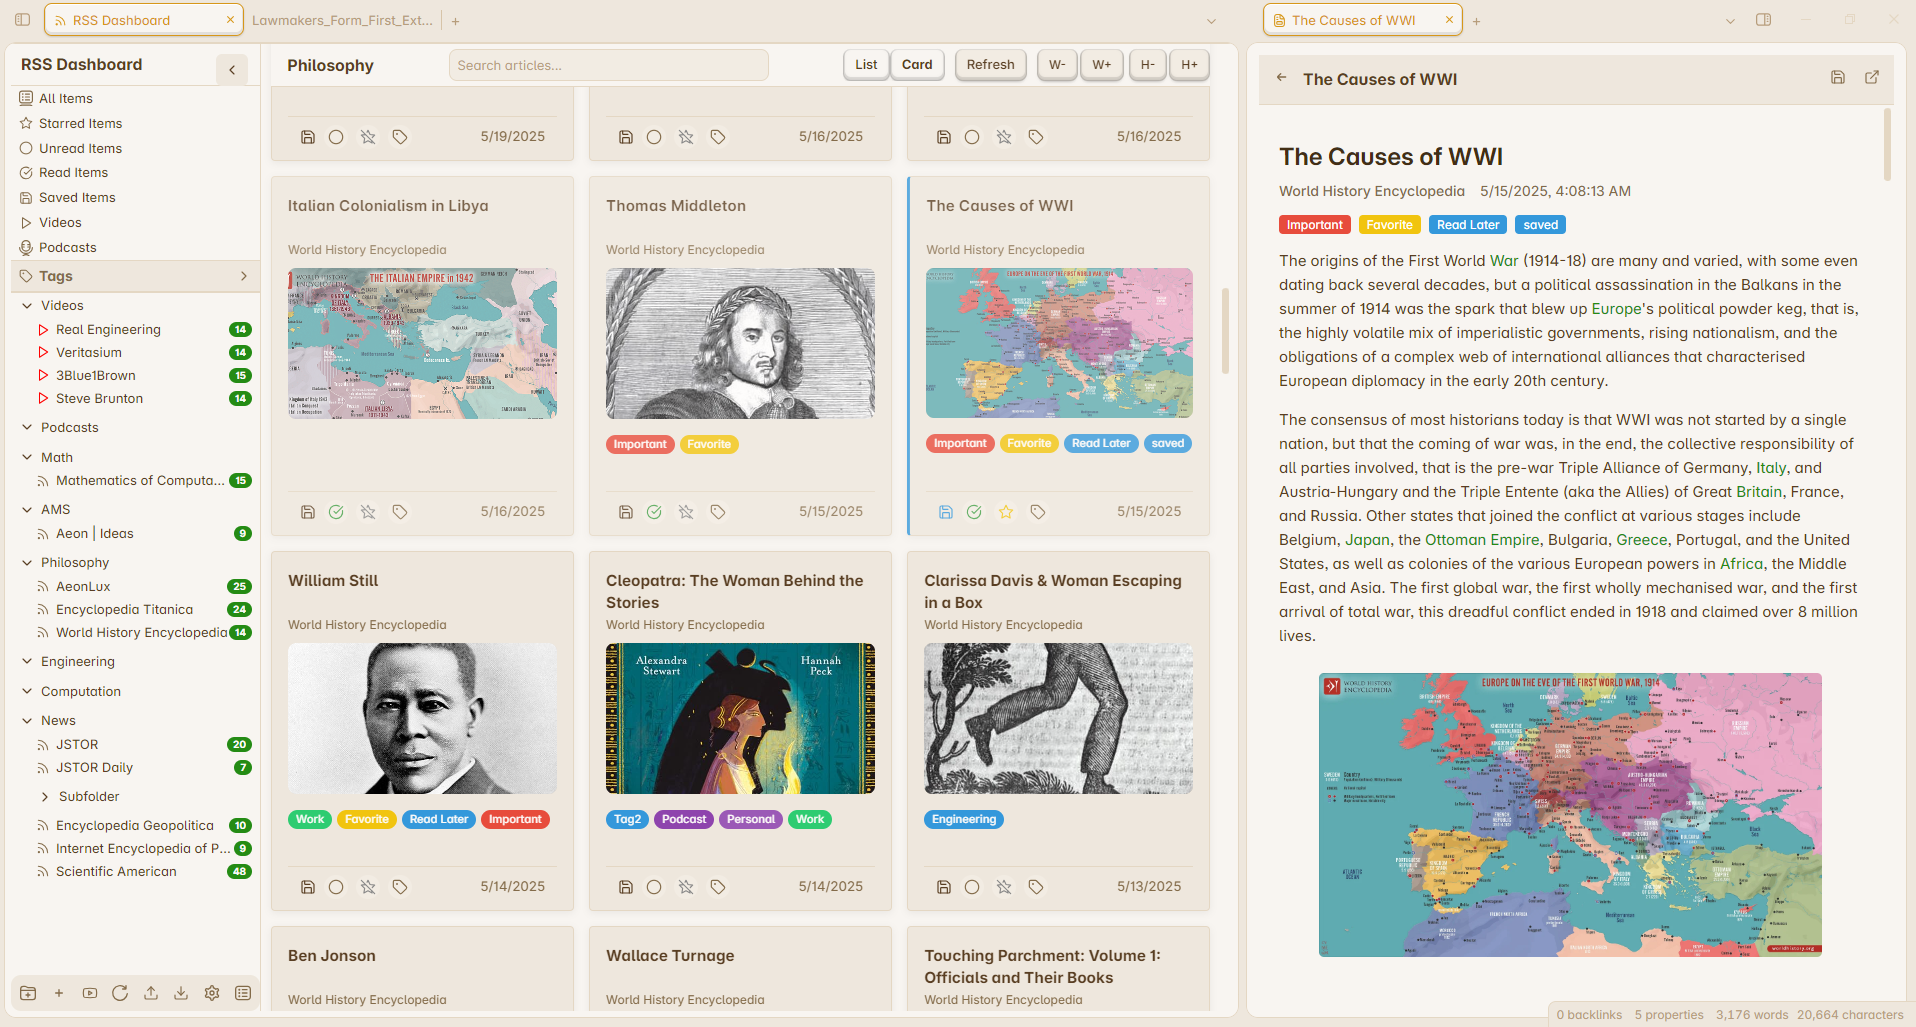 RSS Dashboard
Lawmakers_Form_First_Ext...
The Causes of WWI
RSS Dashboard
All Items
Starred Items
Unread Items
Read Items
Saved Items
Videos
Podcasts
Tags
Videos
Real Engineering 14
Veritasium 14
3Blue1Brown 15
Steve Brunton 14
Podcasts
Math
Mathematics of Computa... 15
AMS
Aeon | Ideas 9
Philosophy
AeonLux 25
Encyclopedia Titanica 24
World History Encyclopedia 14
Engineering
Computation
News
JSTOR 20
JSTOR Daily 7
Subfolder
Encyclopedia Geopolitica 10
Internet Encyclopedia of P... 9
Scientific American 48
Philosophy
Search articles...
List Card Refresh W- W+ H- H+
5/19/2025
5/16/2025
5/16/2025
Italian Colonialism in Libya
World History Encyclopedia
THE ITALIAN EMPIRE in 1942
5/16/2025
Thomas Middleton
World History Encyclopedia
Important Favorite
5/15/2025
The Causes of WWI
World History Encyclopedia
EUROPE ON THE EVE OF THE FIRST WORLD WAR, 1914
Important Favorite Read Later saved
5/15/2025
William Still
World History Encyclopedia
Work Favorite Read Later Important
5/14/2025
Cleopatra: The Woman Behind the
Stories
World History Encyclopedia
Alexandra Stewart
Hannah Peck
Tag2 Podcast Personal Work
5/14/2025
Clarissa Davis & Woman Escaping
in a Box
World History Encyclopedia
Engineering
5/13/2025
Ben Jonson
World History Encyclopedia
Wallace Turnage
World History Encyclopedia
Touching Parchment: Volume 1:
Officials and Their Books
World History Encyclopedia
The Causes of WWI
The Causes of WWI
World History Encyclopedia 5/15/2025, 4:08:13 AM
Important Favorite Read Later saved
The origins of the First World War (1914-18) are many and varied, with some even
dating back several decades, but a political assassination in the Balkans in the
summer of 1914 was the spark that blew up Europe's political powder keg, that is,
the highly volatile mix of imperialistic governments, rising nationalism, and the
obligations of a complex web of international alliances that characterised
European diplomacy in the early 20th century.
The consensus of most historians today is that WWI was not started by a single
nation, but that the coming of war was, in the end, the collective responsibility of
all parties involved, that is the pre-war Triple Alliance of Germany, Italy, and
Austria-Hungary and the Triple Entente (aka the Allies) of Great Britain, France,
and Russia. Other states that joined the conflict at various stages include
Belgium, Japan, the Ottoman Empire, Bulgaria, Greece, Portugal, and the United
States, as well as colonies of the various European powers in Africa, the Middle
East, and Asia. The first global war, the first wholly mechanised war, and the first
arrival of total war, this dreadful conflict ended in 1918 and claimed over 8 million
lives.
WORLD HISTORY
ENCYCLOPEDIA
EUROPE ON THE EVE OF THE FIRST WORLD WAR, 1914
worldhistory.org
0 backlinks 5 properties 3,176 words 20,664 characters